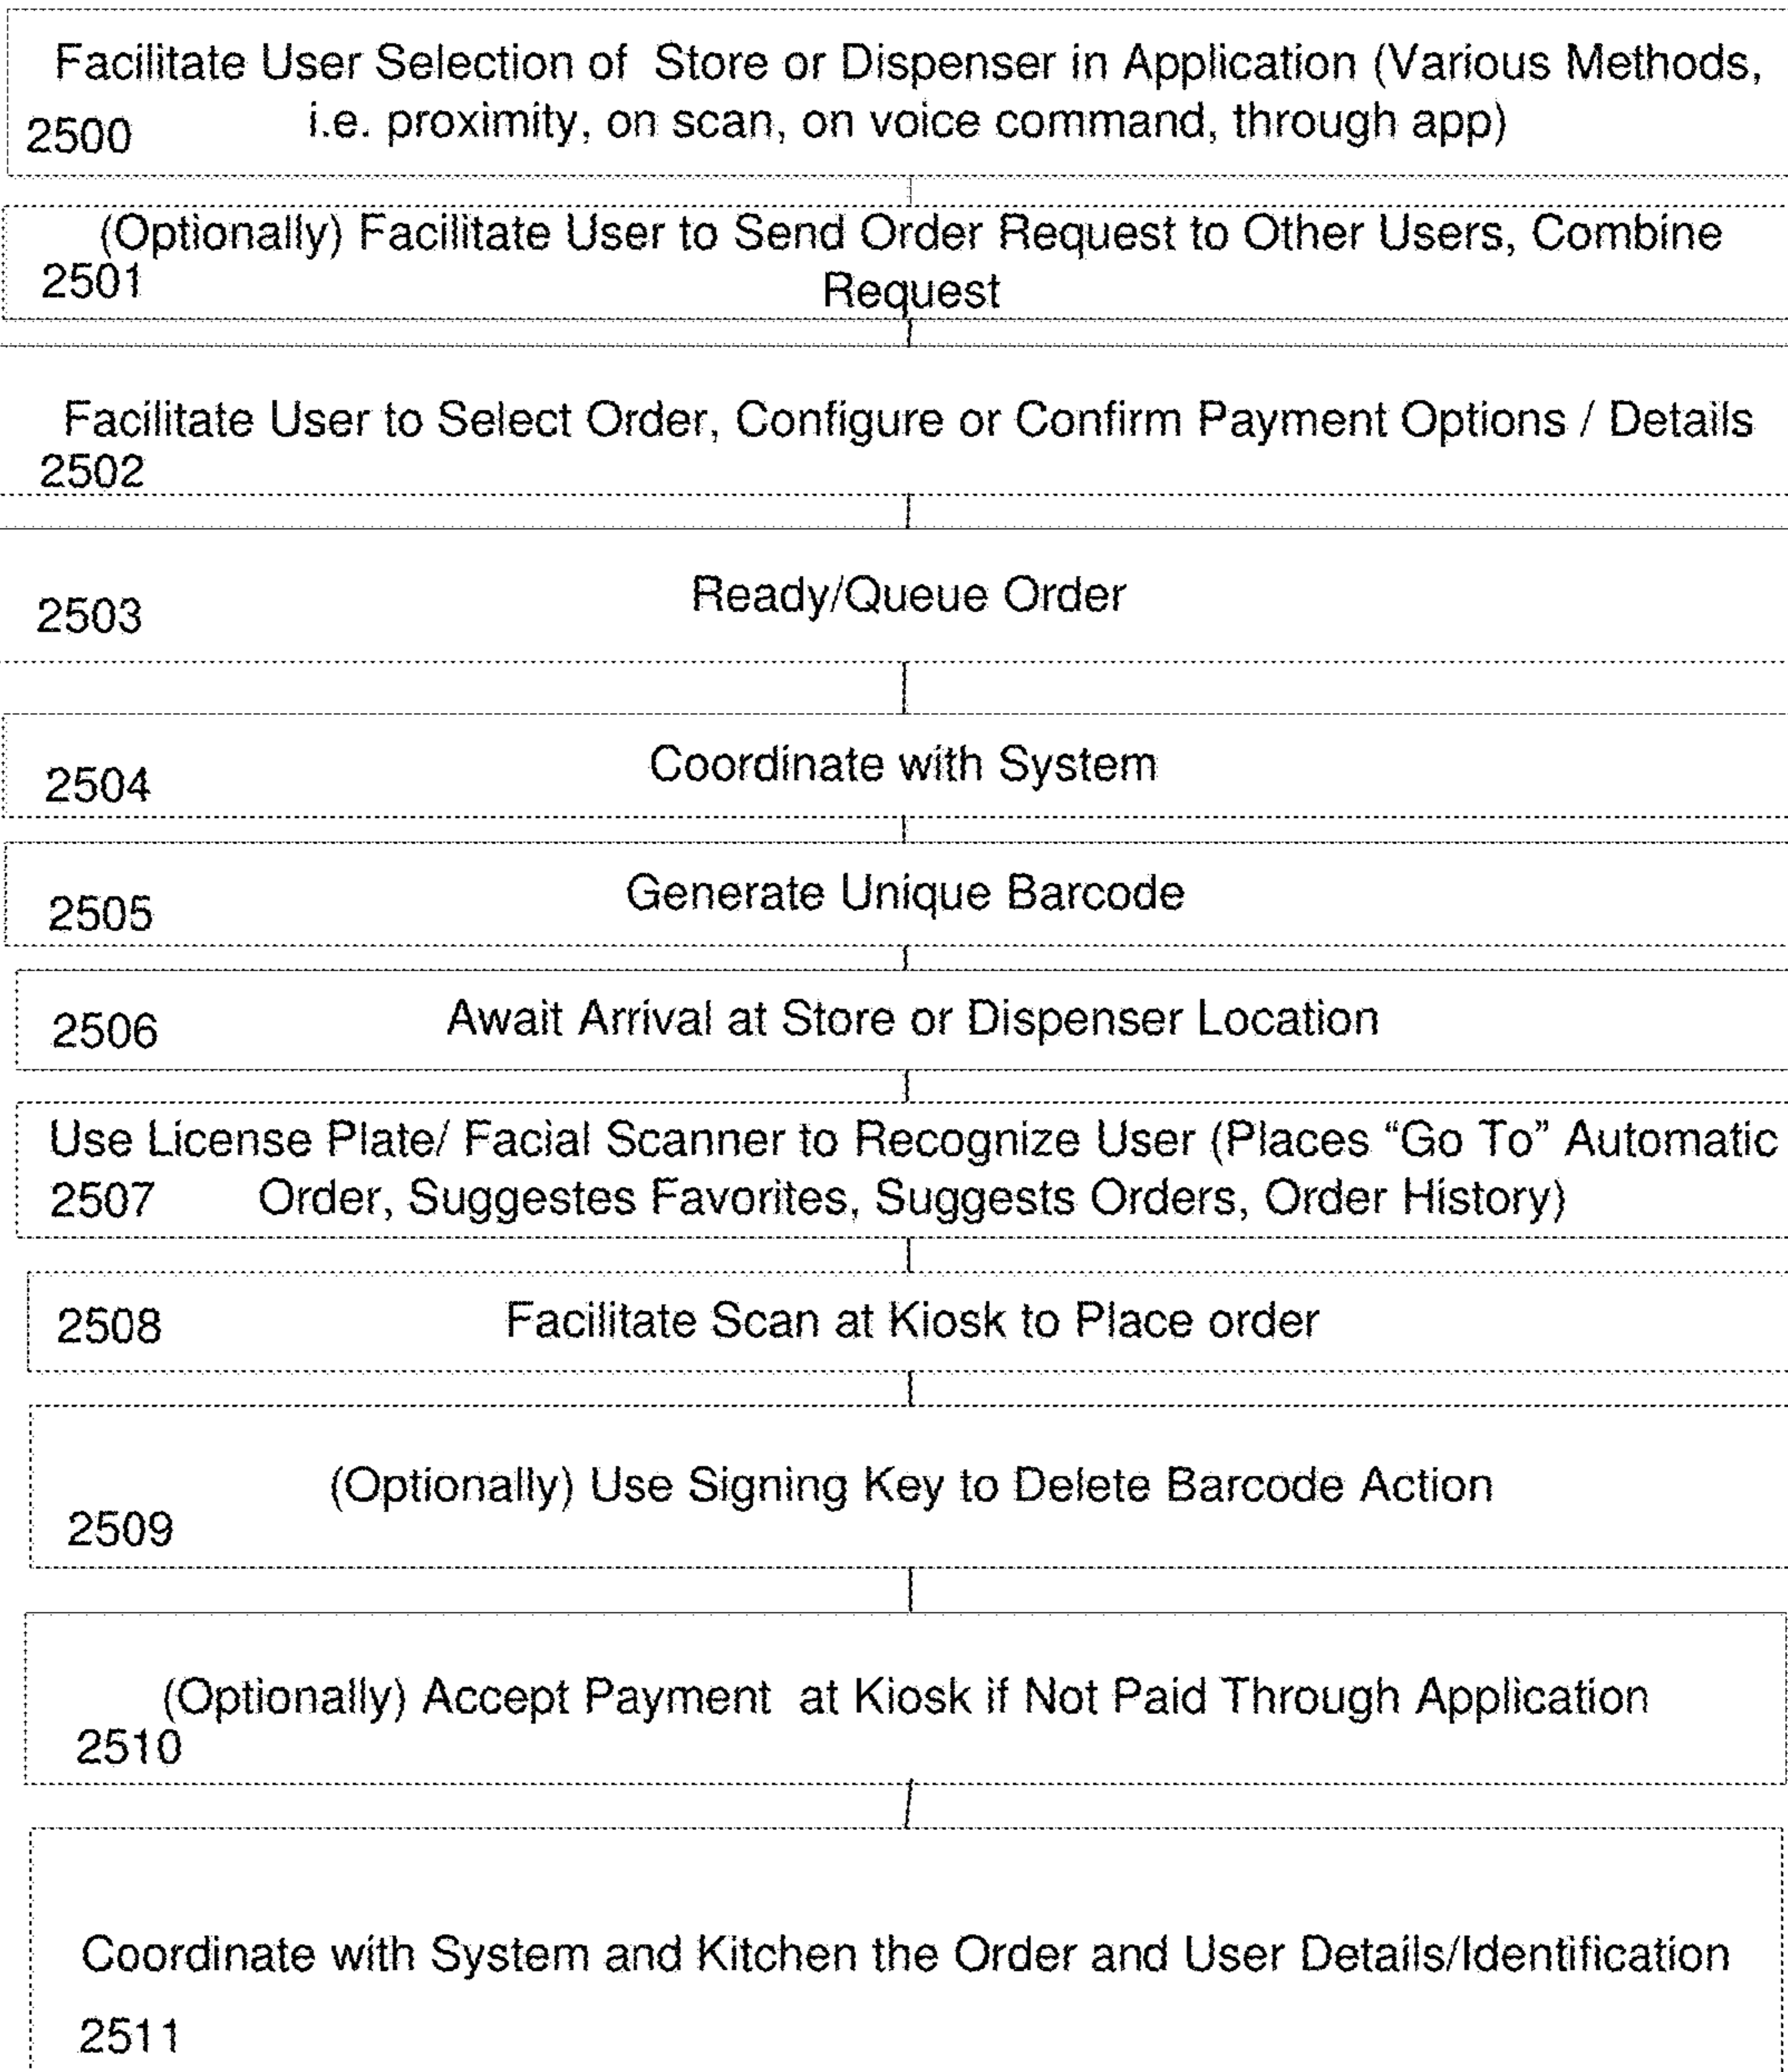 Facilitate User Selection of Store or Dispenser in Application (Various Methods,
2500 i.e. proximity, on scan, on voice command, through app)
(Optionally) Facilitate User to Send Order Request to Other Users, Combine
2501
Request
Facilitate User to Select Order, Configure or Confirm Payment Options / Details
2502
Ready/Queue Order
2503
Coordinate with System
2504
Generate Unique Barcode
2505
Await Arrival at Store or Dispenser Location
2506
Use License Plate/ Facial Scanner to Recognize User (Places “Go To” Automatic
2507 Order, Suggestes Favorites, Suggests Orders, Order History)
2508 Facilitate Scan at Kiosk to Place order
(Optionally) Use Signing Key to Delete Barcode Action
2509
(Optionally) Accept Payment at Kiosk if Not Paid Through Application
2510
Coordinate with System and Kitchen the Order and User Details/Identification
2511